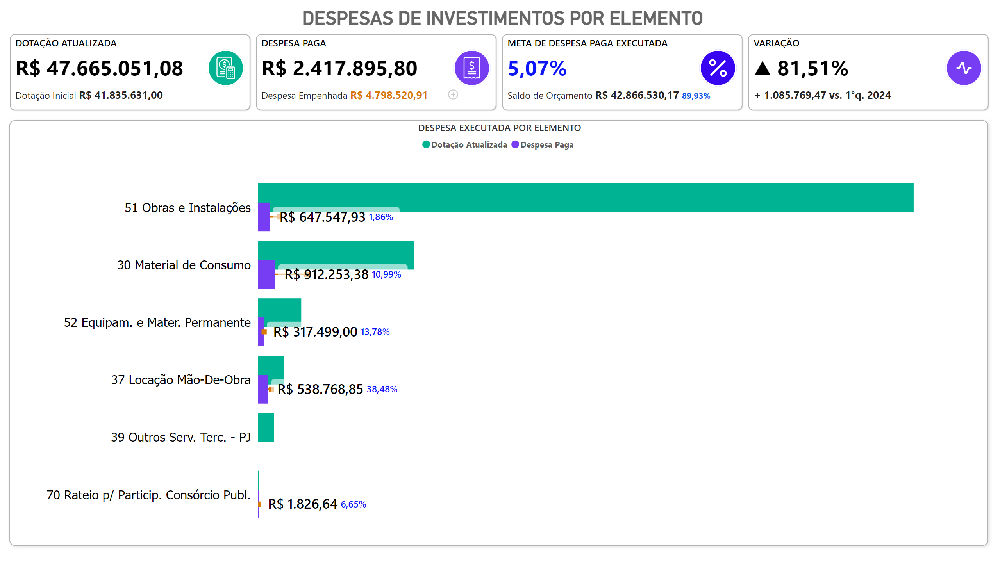 DESPESAS DE INVESTIMENTOS POR ELEMENTO
DOTAÇÃO ATUALIZADA
R$ 47.665.051,08
Dotação Inicial R$ 41.835.631,00
DESPESA PAGA
R$ 2.417.895,80
Despesa Empenhada R$ 4.798.520,91
META DE DESPESA PAGA EXECUTADA
5,07%
Saldo de Orçamento R$ 42.866.530,17 89,93%
VARIAÇÃO
▲ 81,51%
+ 1.085.769,47 vs. 1°q. 2024
DESPESA EXECUTADA POR ELEMENTO
Dotação Atualizada Despesa Paga
51 Obras e Instalações
R$ 647.547,93 1,86%
30 Material de Consumo
R$ 912.253,38 10,99%
52 Equipam. e Mater. Permanente
R$ 317.499,00 13,78%
37 Locação Mão-De-Obra
R$ 538.768,85 38,48%
39 Outros Serv. Terc. - PJ
70 Rateio p/ Particip. Consórcio Publ.
R$ 1.826,64 6,65%